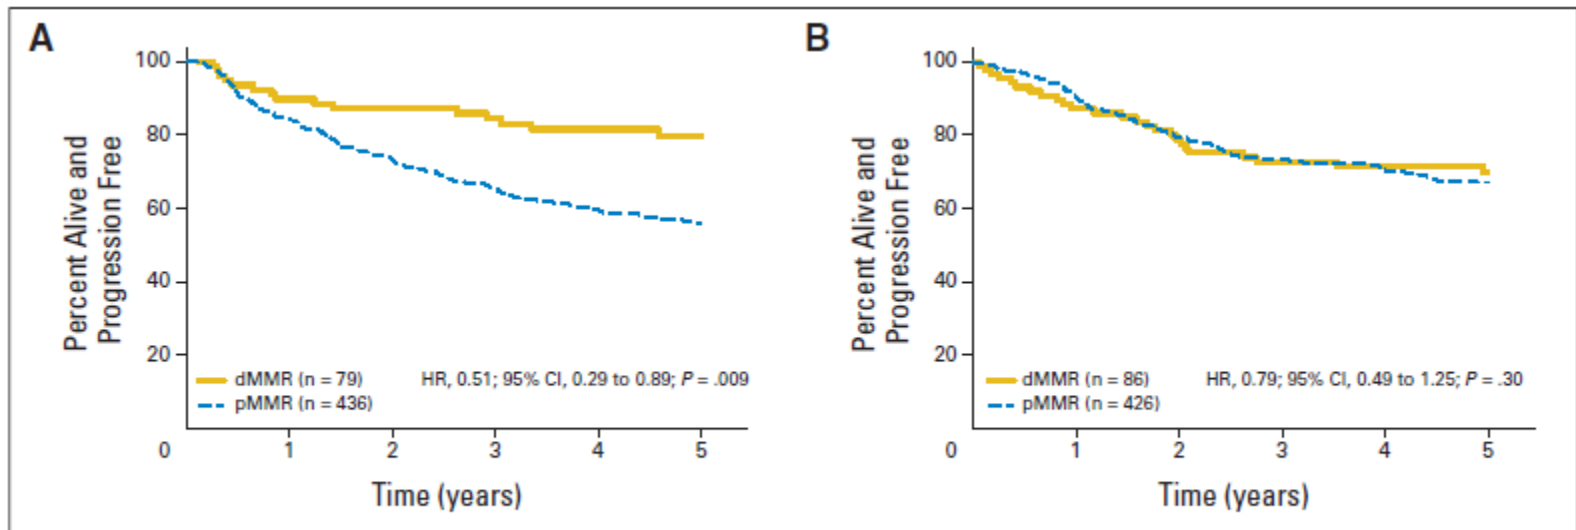 A
Percent Alive and
Progression Free
100
80
60
40
20
0
dMMR (n = 79)
pMMR (n = 436)
HR, 0.51; 95% CI, 0.29 to 0.89; P = .009
1 2 3 4 5
Time (years)
B
Percent Alive and
Progression Free
100
80
60
40
20
0
dMMR (n = 86)
pMMR (n = 426)
HR, 0.79; 95% CI, 0.49 to 1.25; P = .30
1 2 3 4 5
Time (years)